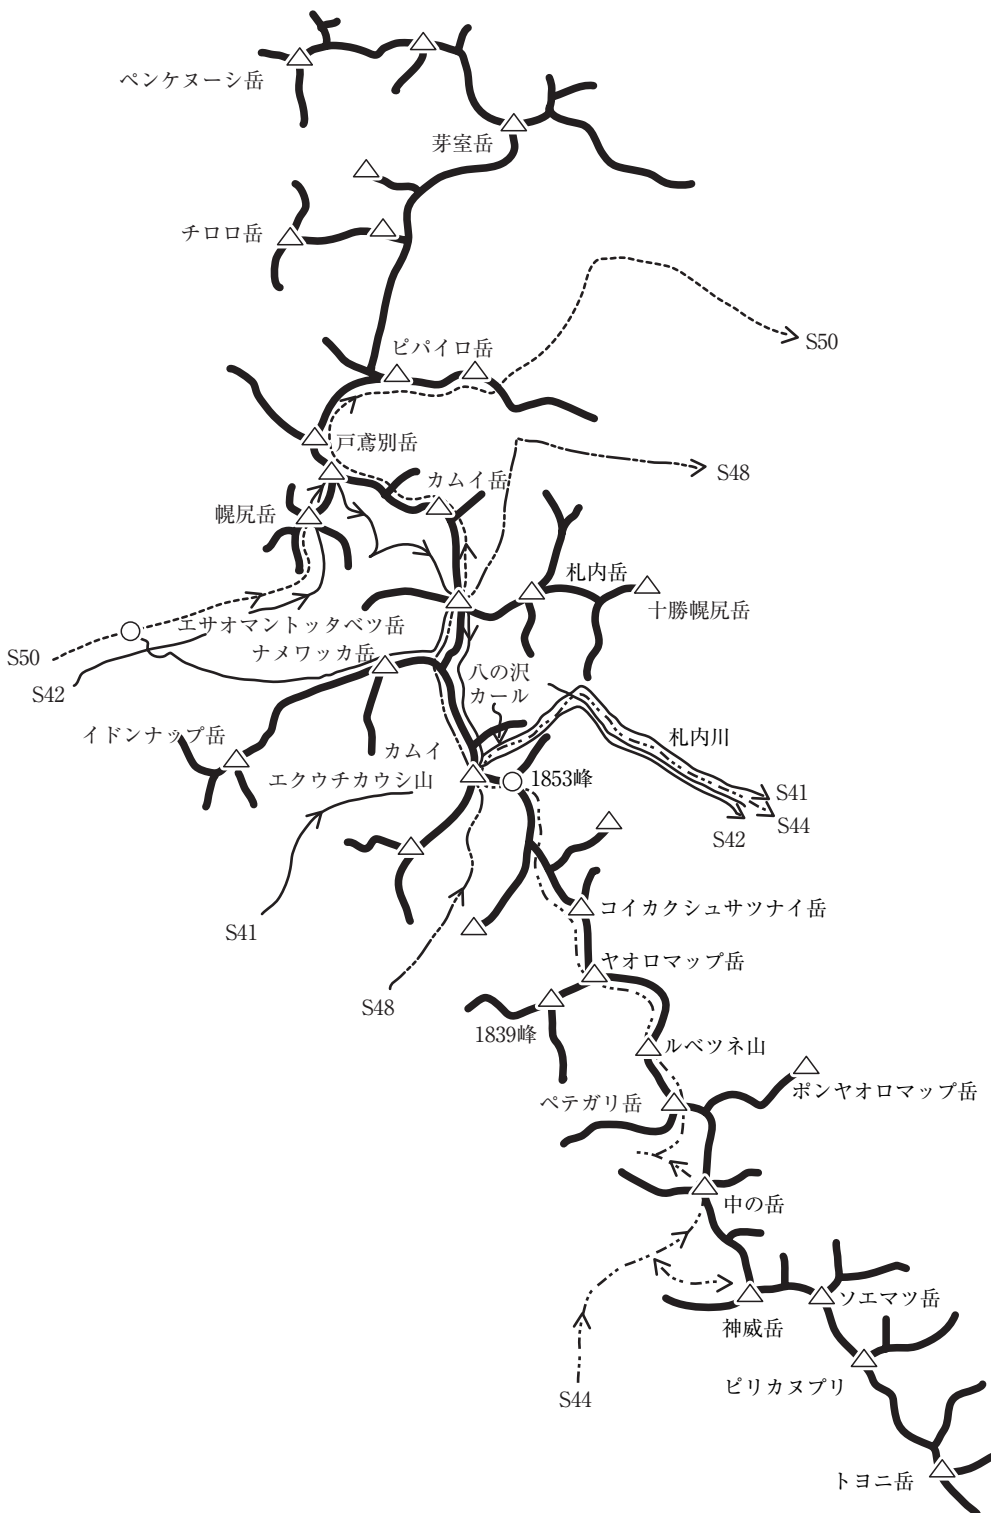 ペンケヌーシ岳
芽室岳
チロロ岳
S50
ピパイロ岳
戸蔦別岳
S48
カムイ岳
幌尻岳
札内岳
十勝幌尻岳
エサオマントッタベツ岳
ナメワッカ岳
S50
S42
八の沢
カール
イドンナップ岳
札内川
カムイ
エクウチカウシ山
1853峰
S41
S44
S42
S41
コイカクシュサツナイ岳
ヤオロマップ岳
S48
1839峰
ルベツネ山
ポンヤオロマップ岳
ペテガリ岳
中の岳
ソエマツ岳
神威岳
ピリカヌプリ
S44
トヨニ岳